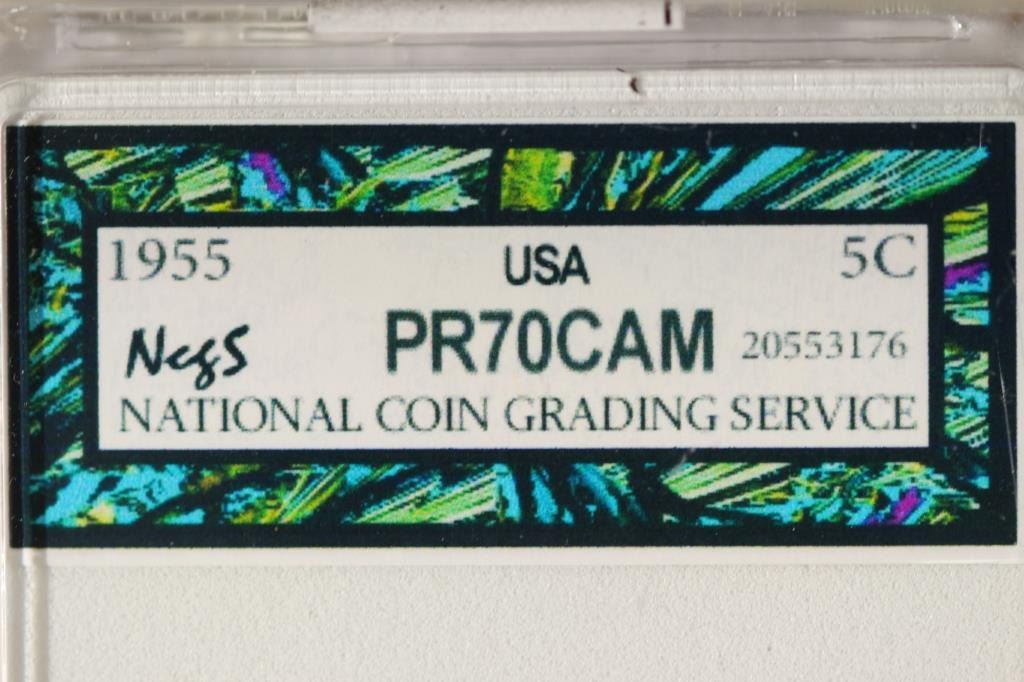 1955 USA 5C
NcgS PR70CAM 20553176
NATIONAL COIN GRADING SERVICE